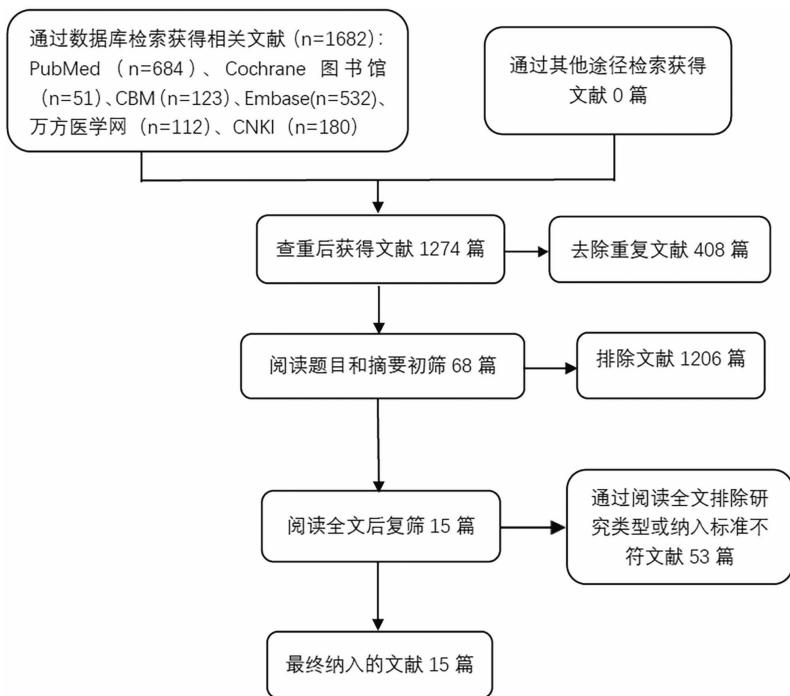 通过数据库检索获得相关文献（n=1682）：
PubMed（n=684）、Cochrane 图书馆
（n=51）、CBM（n=123）、Embase(n=532)、
万方医学网（n=112）、CNKI（n=180）
通过其他途径检索获得
文献 0 篇
查重后获得文献 1274 篇
去除重复文献 408 篇
阅读题目和摘要初筛 68 篇
排除文献 1206 篇
阅读全文后复筛 15 篇
通过阅读全文排除研
究类型或纳入标准不
符文献 53 篇
最终纳入的文献 15 篇